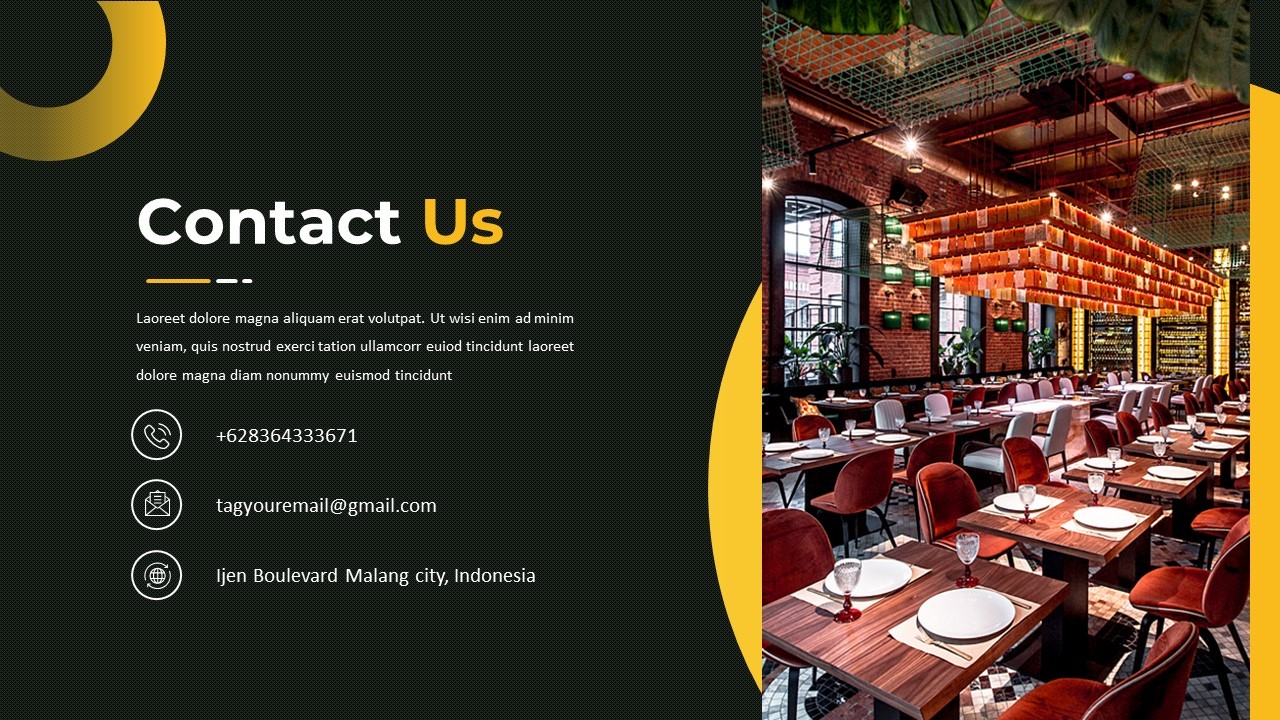 Contact Us
Laoreet dolore magna aliquam erat volutpat. Ut wisi enim ad minim
veniam, quis nostrud exerci tation ullamcorr euiod tincidunt laoreet
dolore magna diam nonummy euismod tincidunt
+628364333671
tagyouremail@gmail.com
Ijen Boulevard Malang city, Indonesia